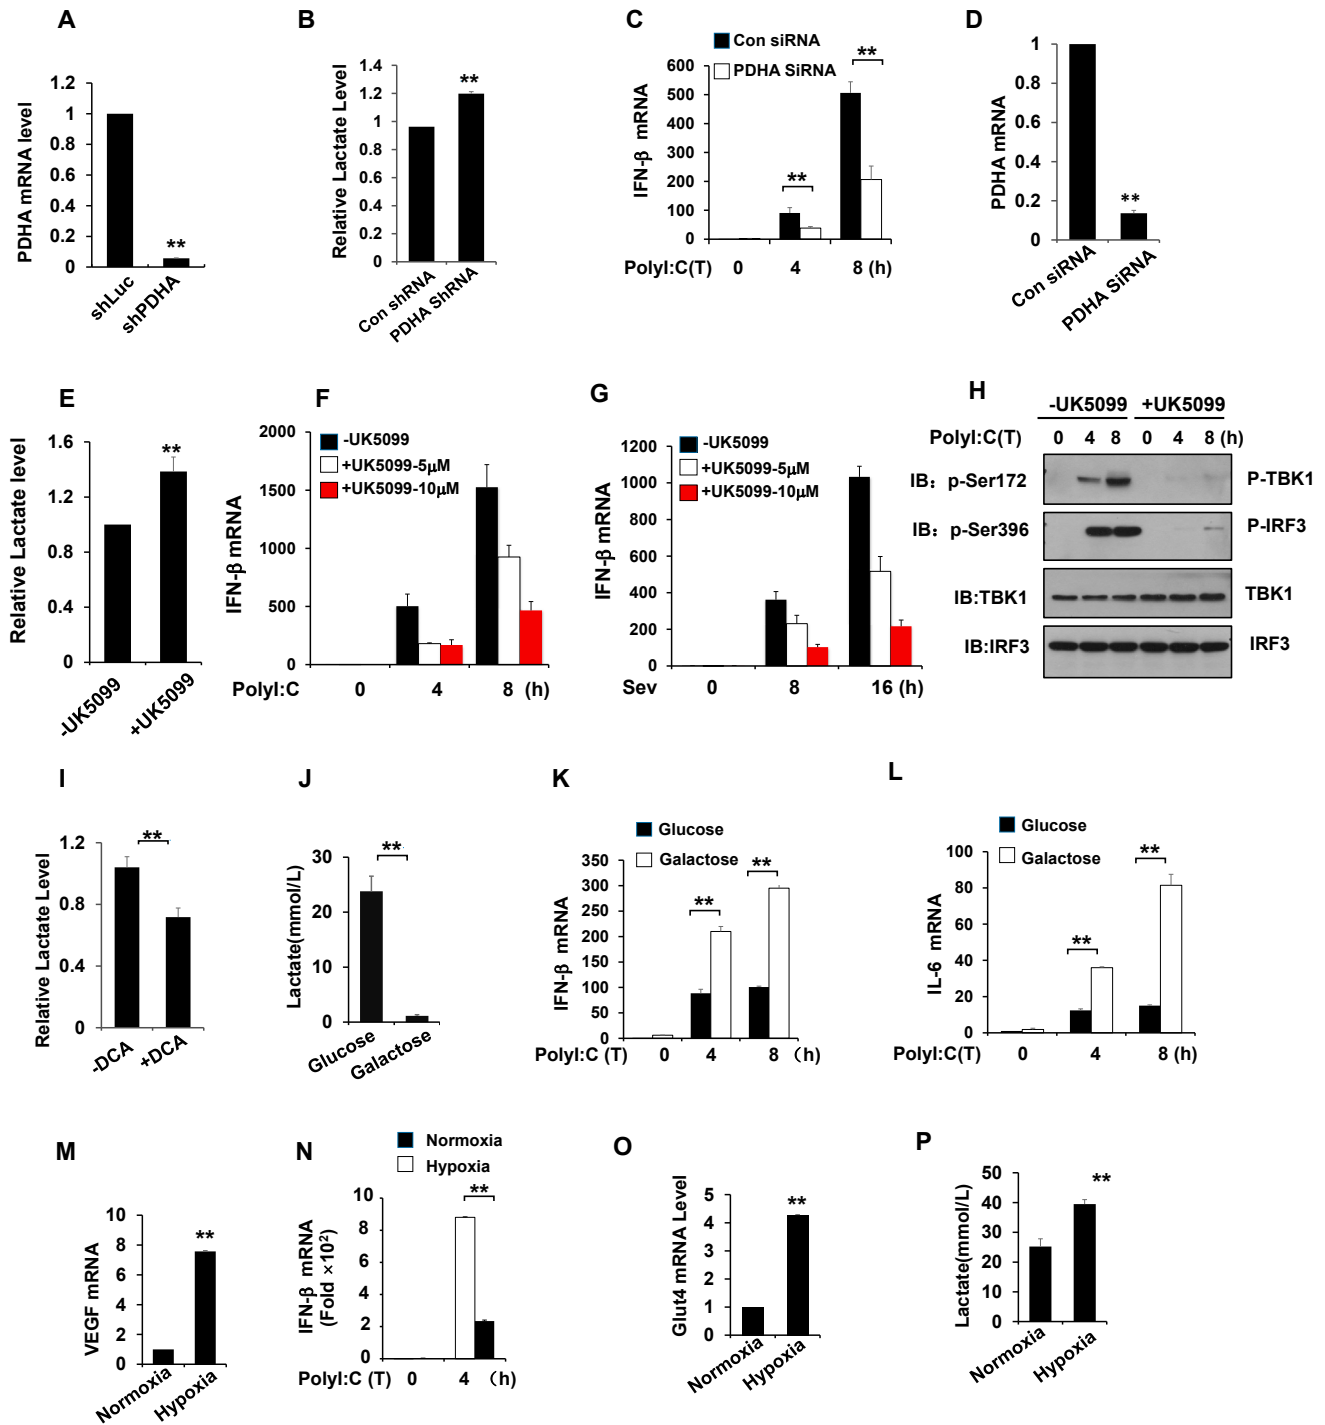 A
PDHA mRNA level
1.2
1
0.8
0.6
0.4
0.2
0
**
shLuc
shPDHA
B
Relative Lactate Level
1.4
1.2
1
0.8
0.6
0.4
0.2
0
**
Con shRNA
PDHA ShRNA
C
Con siRNA
PDHA SiRNA
IFN-β mRNA
600
500
400
300
200
100
0
**
**
PolyI:C(T) 0 4 8 (h)
D
PDHA mRNA
1
0.8
0.6
0.4
0.2
0
**
Con siRNA
PDHA SiRNA
E
Relative Lactate level
1.6
1.2
0.8
0.4
0
**
-UK5099
+UK5099
F
-UK5099
+UK5099-5μM
+UK5099-10μM
IFN-β mRNA
2000
1500
1000
500
0
PolyI:C 0 4 8 (h)
G
-UK5099
+UK5099-5μM
+UK5099-10μM
IFN-β mRNA
1200
1000
800
600
400
200
0
Sev 0 8 16 (h)
H
-UK5099 +UK5099
PolyI:C(T) 0 4 8 0 4 8 (h)
IB: p-Ser172 P-TBK1
IB: p-Ser396 P-IRF3
IB:TBK1 TBK1
IB:IRF3 IRF3
I
Relative Lactate Level
1.2
0.8
0.4
0
**
-DCA
+DCA
J
Lactate(mmol/L)
30
20
10
0
**
Glucose
Galactose
K
Glucose
Galactose
IFN-β mRNA
350
300
250
200
150
100
50
0
**
**
PolyI:C (T) 0 4 8 (h)
L
Glucose
Galactose
IL-6 mRNA
100
80
60
40
20
0
**
**
PolyI:C(T) 0 4 8 (h)
M
VEGF mRNA
10
8
6
4
2
0
**
Normoxia
Hypoxia
N
Normoxia
Hypoxia
IFN-β mRNA
(Fold ×10²)
10
8
6
4
2
0
**
PolyI:C (T) 0 4 (h)
O
Glut4 mRNA Level
5
4
3
2
1
0
**
Normoxia
Hypoxia
P
Lactate(mmol/L)
50
40
30
20
10
0
**
Normoxia
Hypoxia